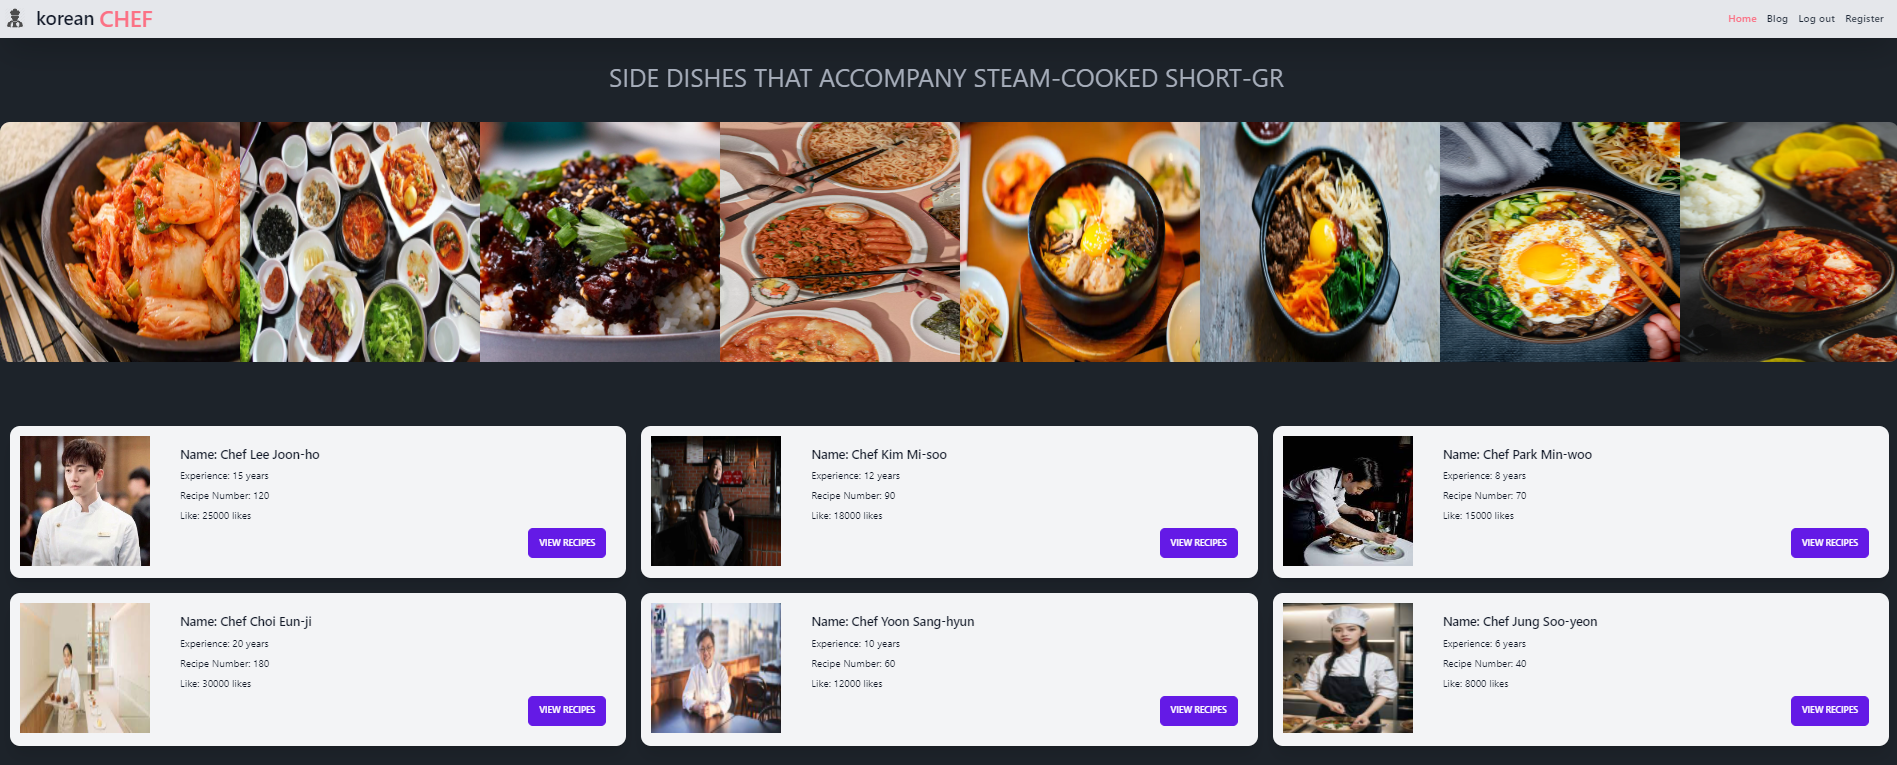 korean CHEF
Home Blog Log out Register
SIDE DISHES THAT ACCOMPANY STEAM-COOKED SHORT-GR
Name: Chef Lee Joon-ho
Experience: 15 years
Recipe Number: 120
Like: 25000 likes
VIEW RECIPES
Name: Chef Kim Mi-soo
Experience: 12 years
Recipe Number: 90
Like: 18000 likes
VIEW RECIPES
Name: Chef Park Min-woo
Experience: 8 years
Recipe Number: 70
Like: 15000 likes
VIEW RECIPES
Name: Chef Choi Eun-ji
Experience: 20 years
Recipe Number: 180
Like: 30000 likes
VIEW RECIPES
Name: Chef Yoon Sang-hyun
Experience: 10 years
Recipe Number: 60
Like: 12000 likes
VIEW RECIPES
Name: Chef Jung Soo-yeon
Experience: 6 years
Recipe Number: 40
Like: 8000 likes
VIEW RECIPES